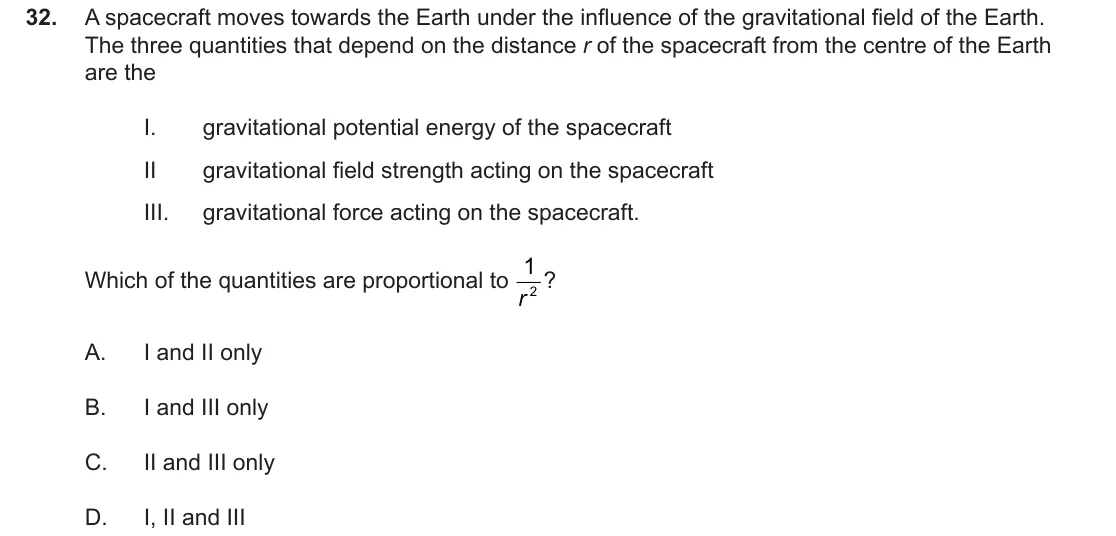 32. A spacecraft moves towards the Earth under the influence of the gravitational field of the Earth.
The three quantities that depend on the distance r of the spacecraft from the centre of the Earth
are the
I. gravitational potential energy of the spacecraft
II gravitational field strength acting on the spacecraft
III. gravitational force acting on the spacecraft.
Which of the quantities are proportional to 1/r²?
A. I and II only
B. I and III only
C. II and III only
D. I, II and III